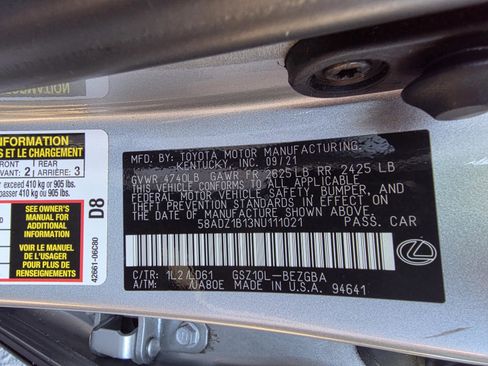 INFORMATION
S ET LE CHARGEMENT
FRONT
AVANT: 2
REAR
ARRIÈRE: 3
er exceed 410 kg or 905 lbs.
passer 410 kg ou 905 lb.
SEE OWNER'S
MANUAL FOR
ADDITIONAL
INFORMATION
VOIR LE MANUEL
DE L'USAGER
POUR PLUS DE
RENSEIGNEMENTS
D8
42661-06C80
MFD. BY: TOYOTA MOTOR MANUFACTURING,
KENTUCKY, INC. 09/21
GVWR 4740LB GAWR FR 2625LB RR 2425 LB
THIS VEHICLE CONFORMS TO ALL APPLICABLE
FEDERAL MOTOR VEHICLE SAFETY, BUMPER, AND
THEFT PREVENTION STANDARDS IN EFFECT ON
THE DATE OF MANUFACTURE SHOWN ABOVE.
58ADZ1B13NU111021 PASS. CAR
C/TR: 1L2/LD61 GSZ10L-BEZGBA
A/TM: /UA80E MADE IN U.S.A. 94641